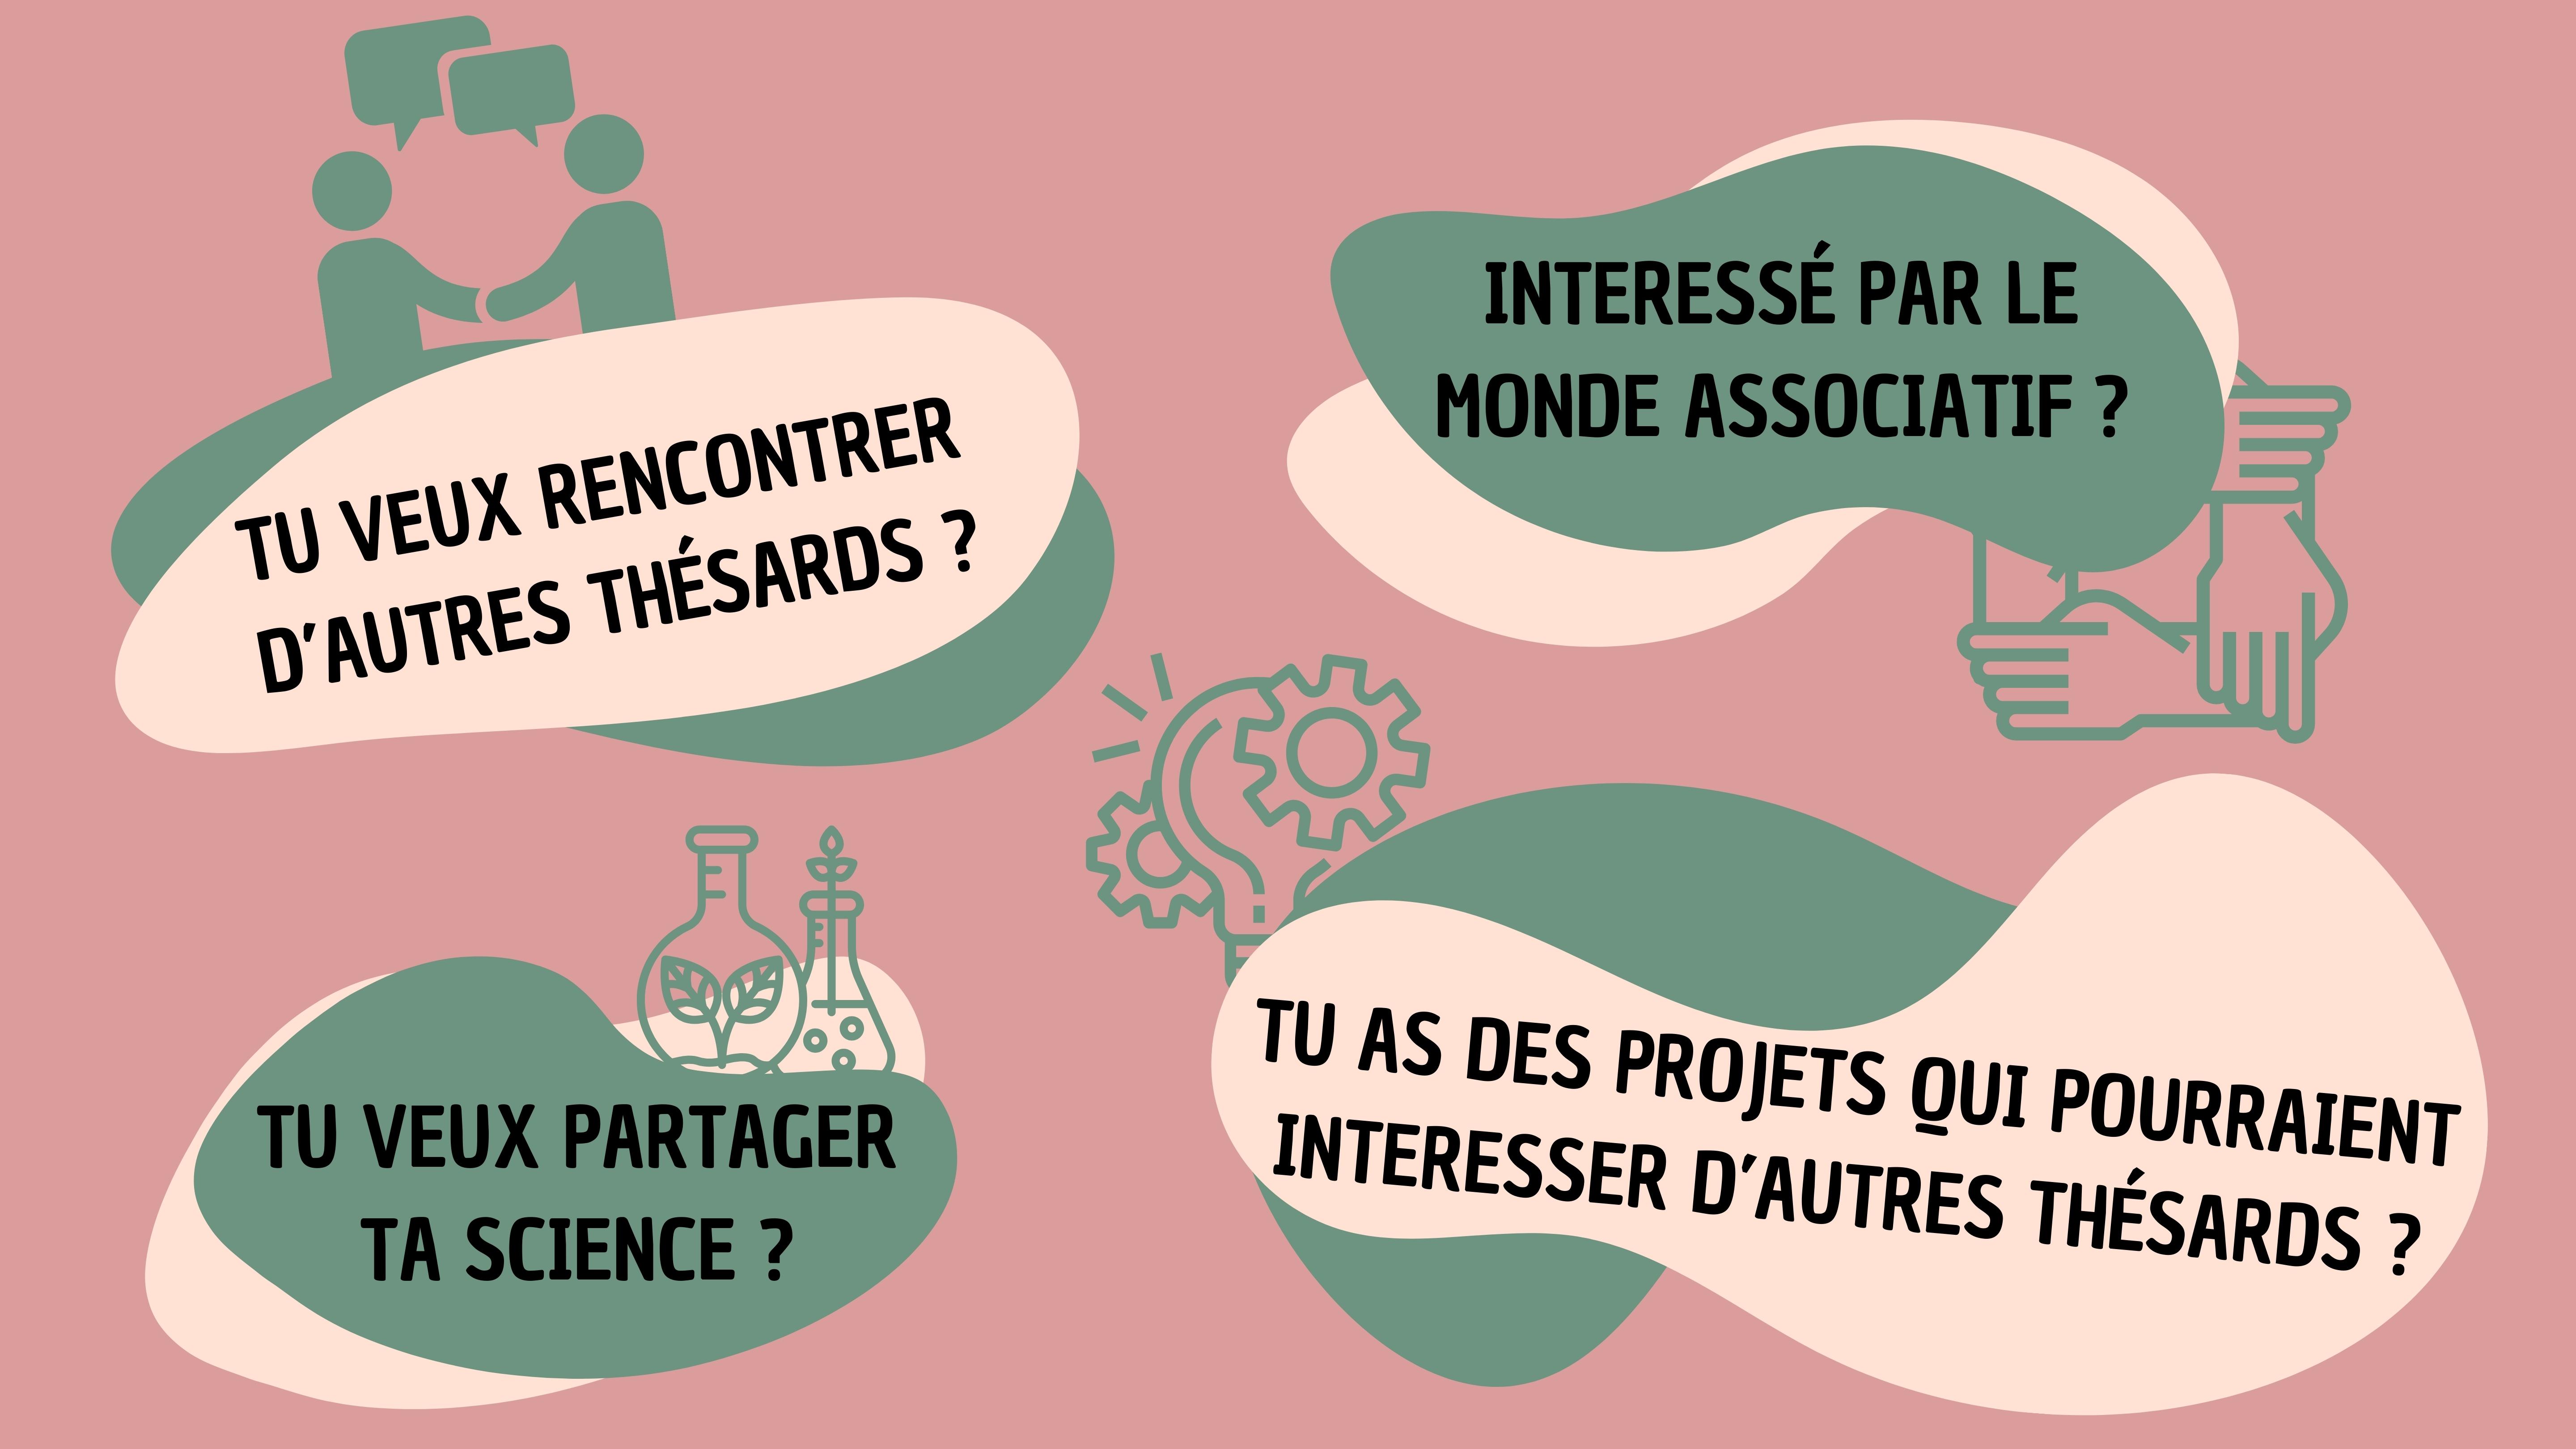 TU VEUX RENCONTRER
D'AUTRES THÉSARDS ?
INTERESSÉ PAR LE
MONDE ASSOCIATIF ?
TU VEUX PARTAGER
TA SCIENCE ?
TU AS DES PROJETS QUI POURRAIENT
INTERESSER D'AUTRES THÉSARDS ?